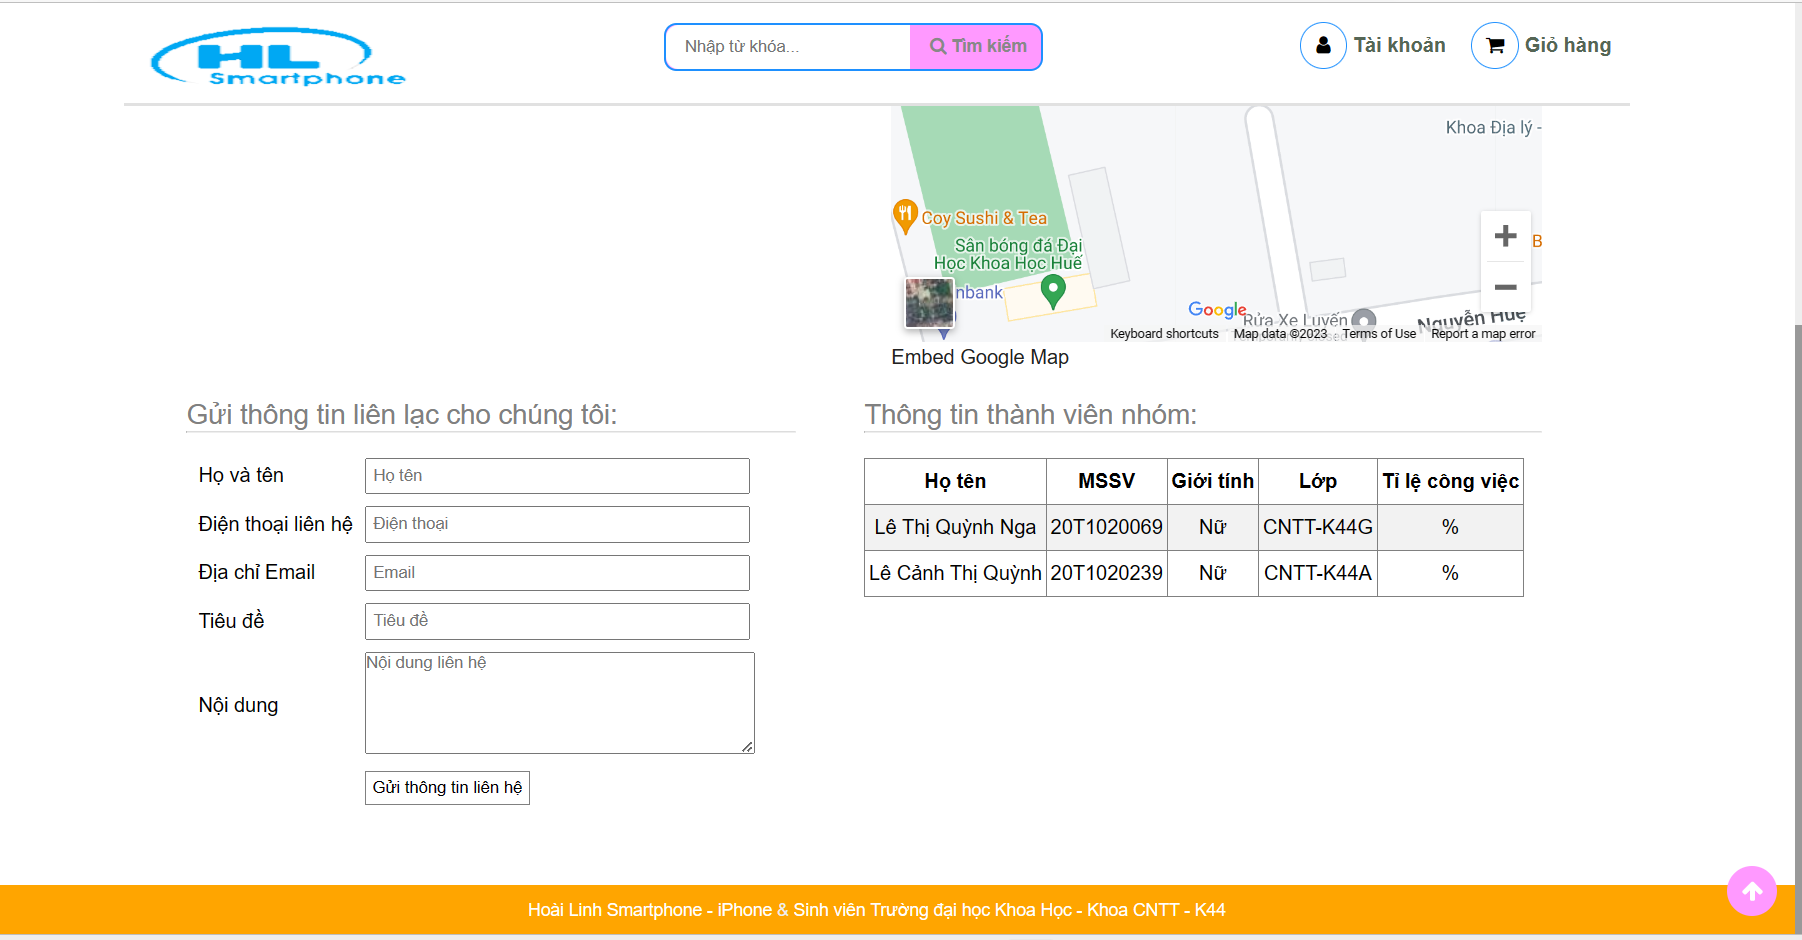 HL
Smartphone
Nhập từ khóa...
Tìm kiếm
Tài khoản
Giỏ hàng
Khoa Địa lý -
Coy Sushi & Tea
Sân bóng đá Đại
Học Khoa Học Huế
nbank
B
Google
Rửa Xe Luyến
Nguyễn Huệ
Keyboard shortcuts
Map data ©2023
Terms of Use
Report a map error
Embed Google Map
Gửi thông tin liên lạc cho chúng tôi:
Họ và tên
Họ tên
Điện thoại liên hệ
Điện thoại
Địa chỉ Email
Email
Tiêu đề
Tiêu đề
Nội dung
Nội dung liên hệ
Gửi thông tin liên hệ
Thông tin thành viên nhóm:
Họ tên MSSV Giới tính Lớp Tỉ lệ công việc
Lê Thị Quỳnh Nga 20T1020069 Nữ CNTT-K44G %
Lê Cảnh Thị Quỳnh 20T1020239 Nữ CNTT-K44A %
Hoài Linh Smartphone - iPhone & Sinh viên Trường đại học Khoa Học - Khoa CNTT - K44